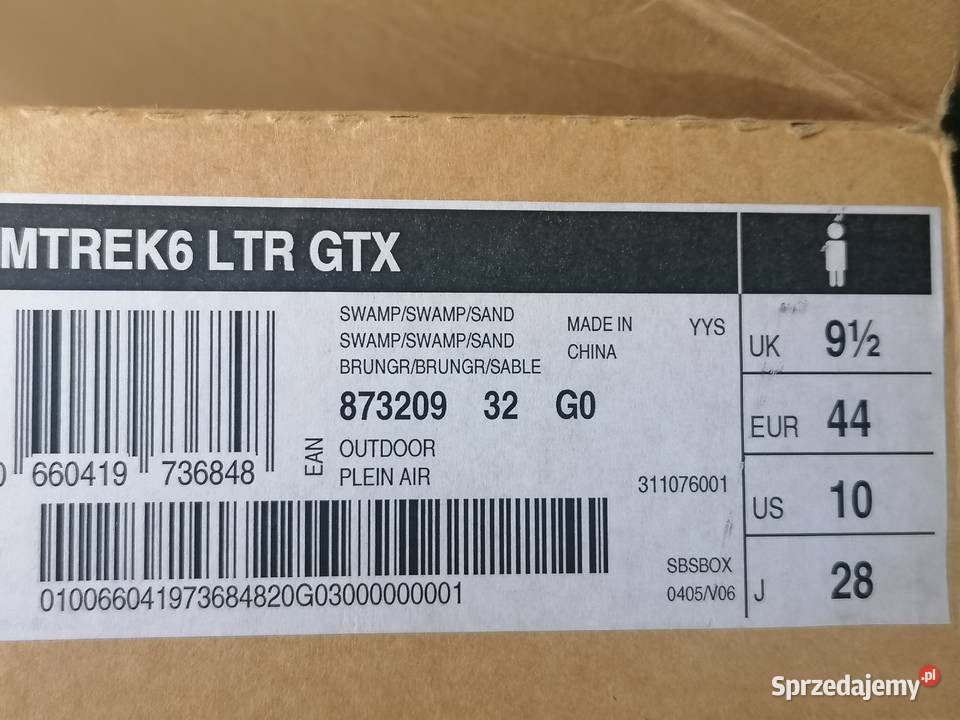 MTREK6 LTR GTX
SWAMP/SWAMP/SAND
SWAMP/SWAMP/SAND
BRUNGR/BRUNGR/SABLE
MADE IN
CHINA
YYS
873209 32 G0
EAN
OUTDOOR
PLEIN AIR
0 660419 736848
311076001
010066041973684820G03000000001
SBSBOX
0405/V06
UK 9½
EUR 44
US 10
J 28
Sprzedajemy.pl